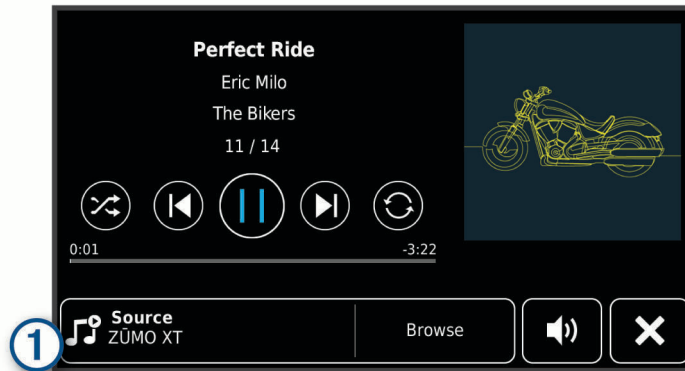 Perfect Ride
Eric Milo
The Bikers
11 / 14
0:01 -3:22
Source
ZŪMO XT
Browse
1